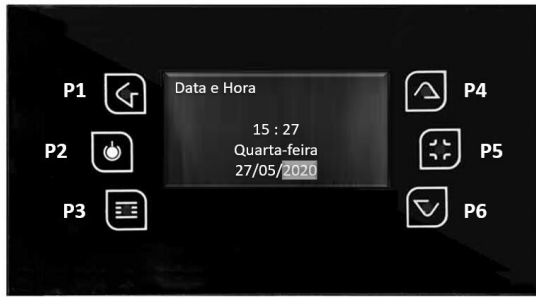 P1
P2
P3
Data e Hora
15 : 27
Quarta-feira
27/05/2020
P4
P5
P6